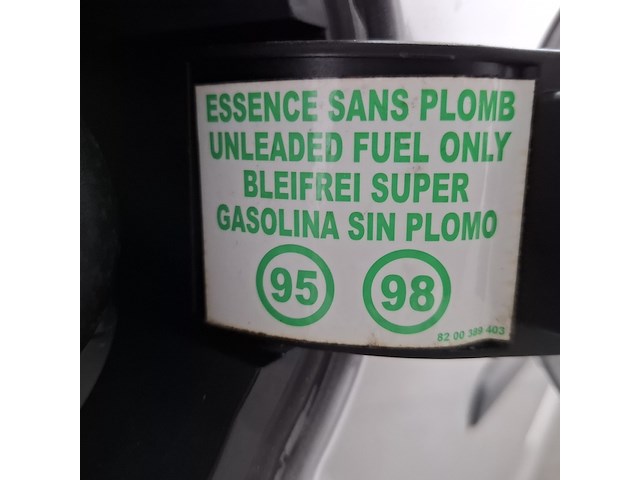 ESSENCE SANS PLOMB
UNLEADED FUEL ONLY
BLEIFREI SUPER
GASOLINA SIN PLOMO
95 98
82 00 389 403